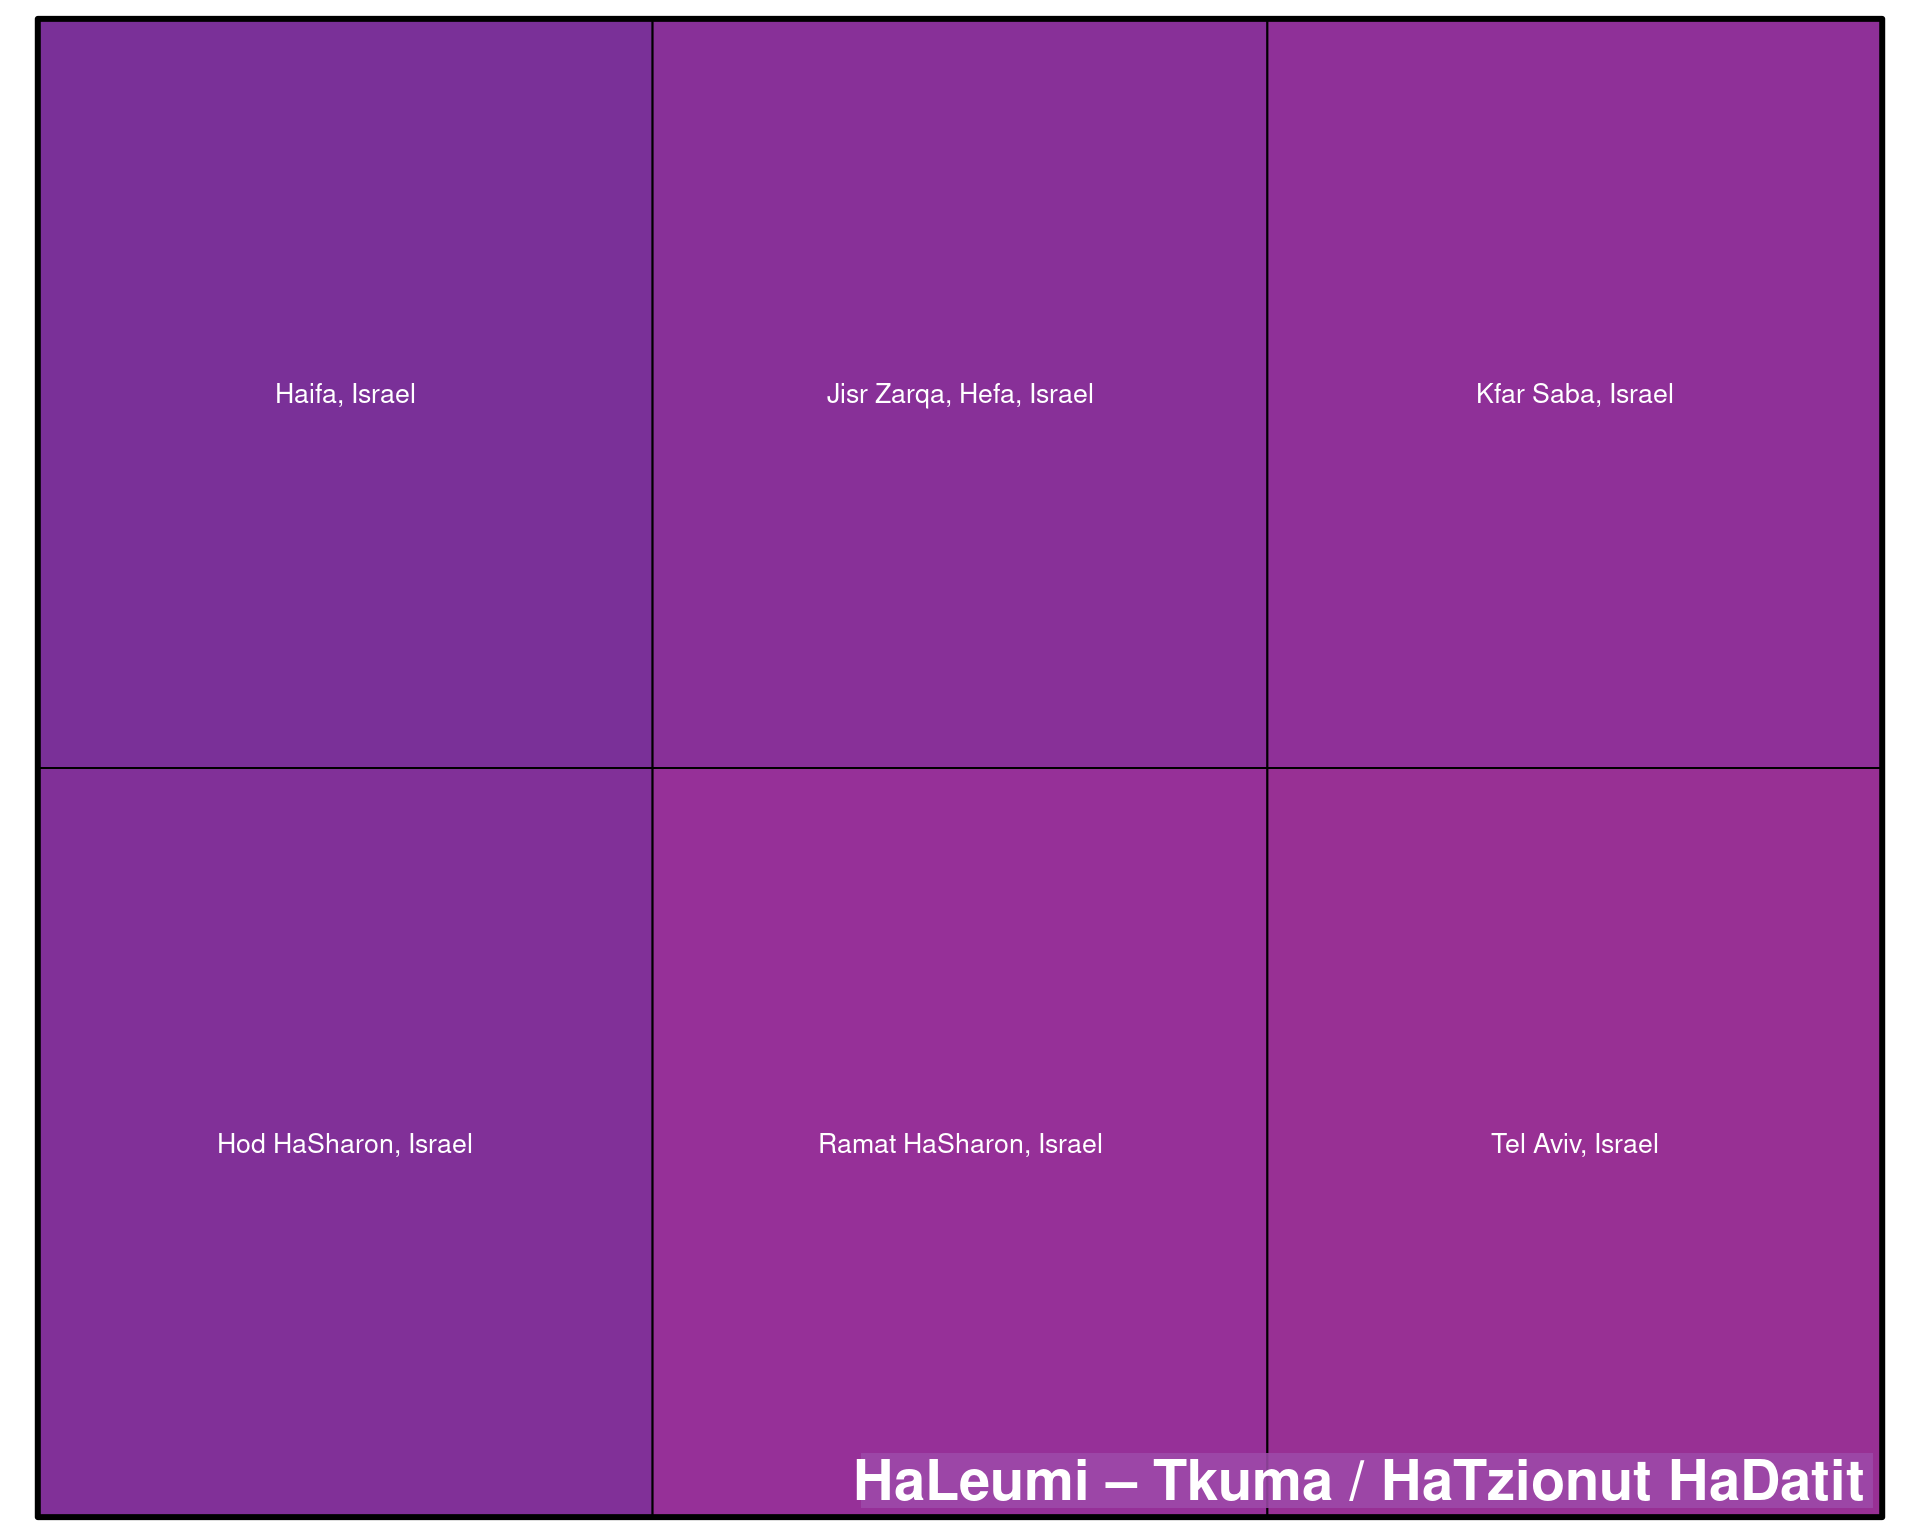 Haifa, Israel
Jisr Zarqa, Hefa, Israel
Kfar Saba, Israel
Hod HaSharon, Israel
Ramat HaSharon, Israel
Tel Aviv, Israel
HaLeumi – Tkuma / HaTzionut HaDatit